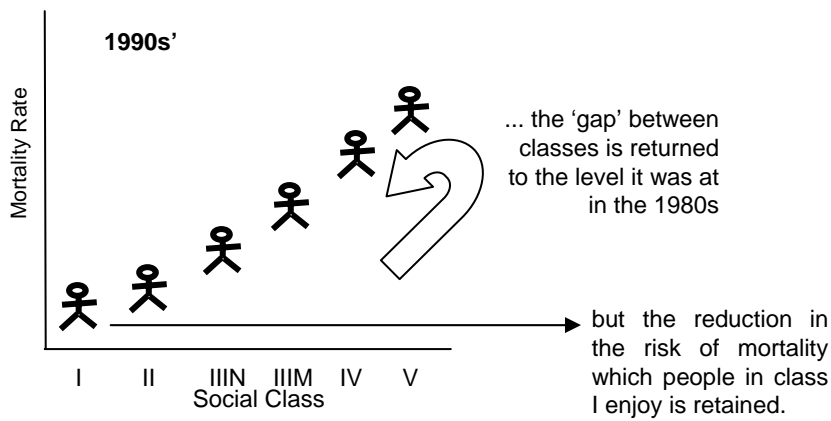 1990s'
Mortality Rate
... the 'gap' between
classes is returned
to the level it was at
in the 1980s
but the reduction in
the risk of mortality
which people in class
I enjoy is retained.
I II IIIN IIIM IV V
Social Class